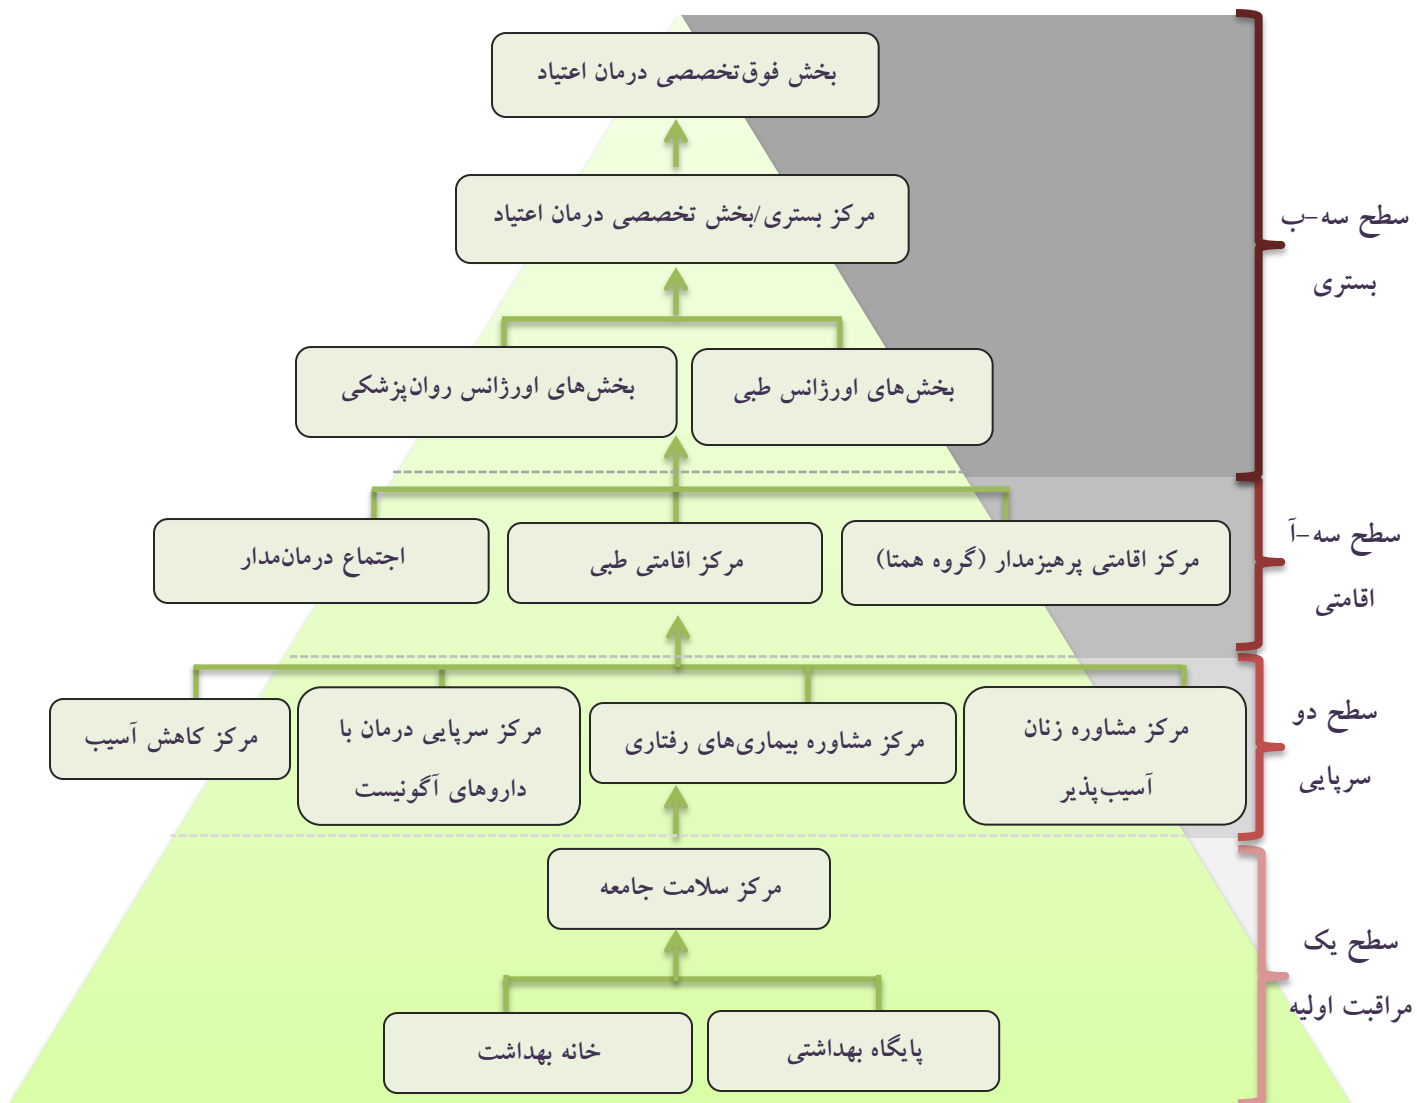 بخش فوق‌تخصصی درمان اعتیاد
مرکز بستری/بخش تخصصی درمان اعتیاد
سطح سه-ب
بستری
بخش‌های اورژانس طبی
بخش‌های اورژانس روان‌پزشکی
سطح سه-آ
اقامتی
مرکز اقامتی پرهیزمدار (گروه همتا)
مرکز اقامتی طبی
اجتماع درمان‌مدار
سطح دو
سرپایی
مرکز مشاوره زنان
آسیب‌پذیر
مرکز مشاوره بیماری‌های رفتاری
مرکز سرپایی درمان با
داروهای آگونیست
مرکز کاهش آسیب
مرکز سلامت جامعه
سطح یک
مراقبت اولیه
پایگاه بهداشتی
خانه بهداشت